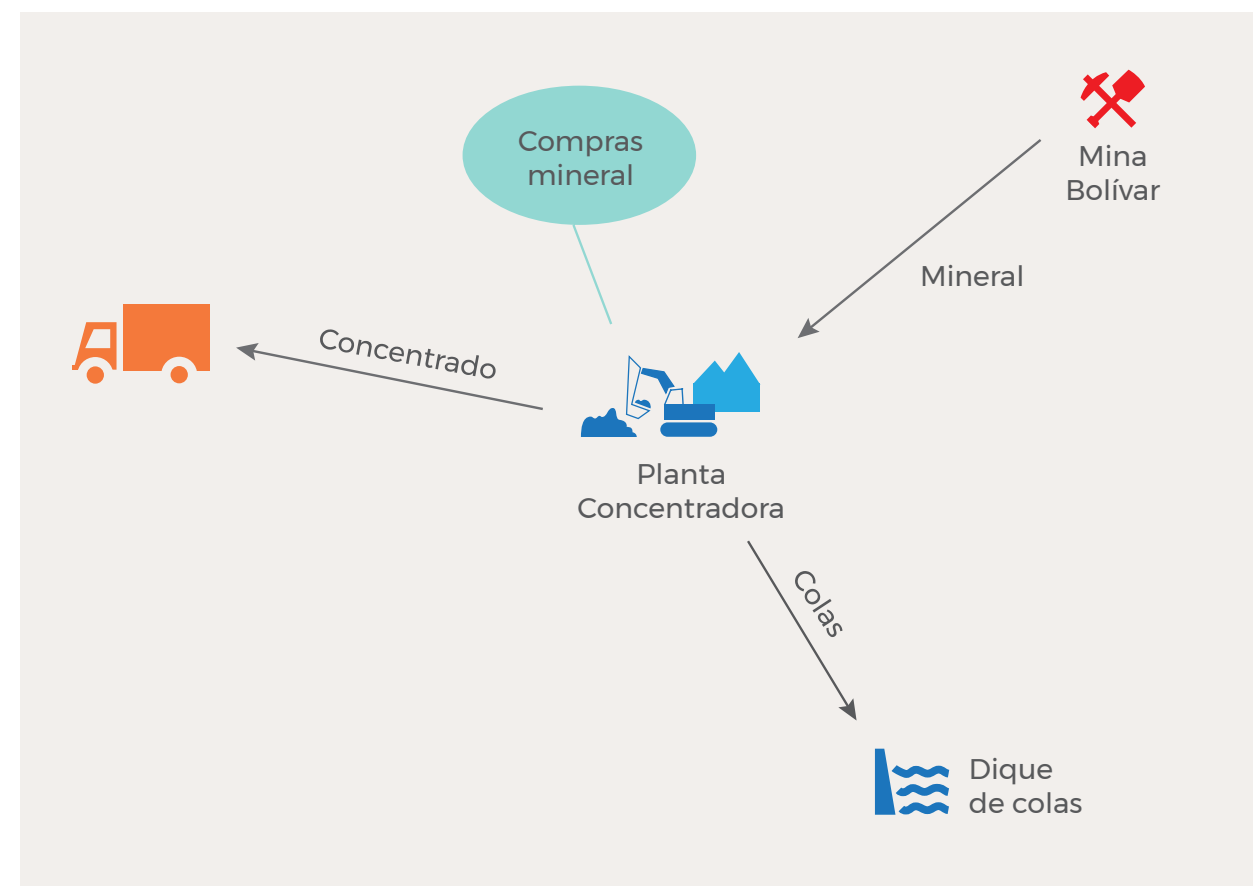 Compras
mineral
Mina
Bolívar
Mineral
Concentrado
Planta
Concentradora
Colas
Dique
de colas